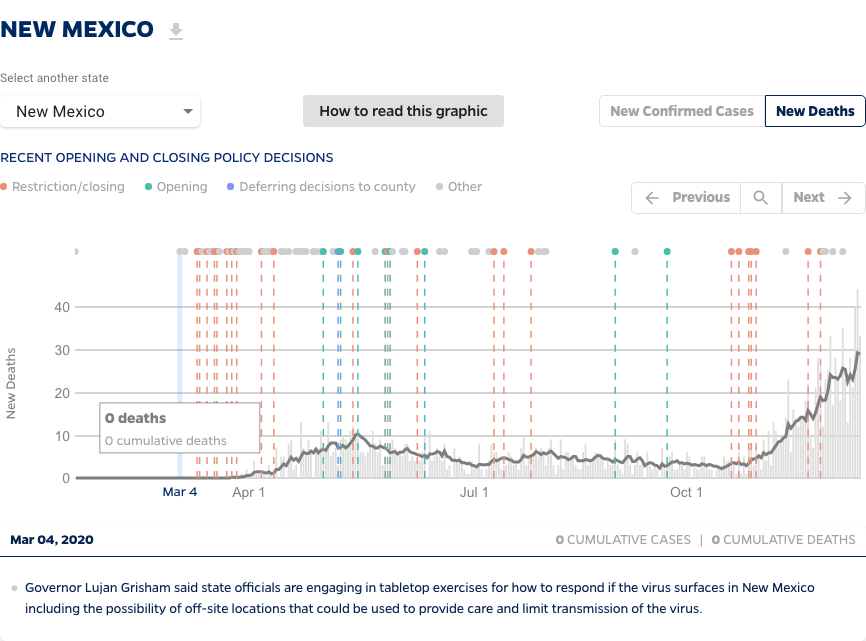 NEW MEXICO
Select another state
New Mexico
How to read this graphic
New Confirmed Cases
New Deaths
RECENT OPENING AND CLOSING POLICY DECISIONS
Restriction/closing
Opening
Deferring decisions to county
Other
Previous
Next
New Deaths
40
30
20
10
0
0 deaths
0 cumulative deaths
Mar 4
Apr 1
Jul 1
Oct 1
Mar 04, 2020
0 CUMULATIVE CASES | 0 CUMULATIVE DEATHS
Governor Lujan Grisham said state officials are engaging in tabletop exercises for how to respond if the virus surfaces in New Mexico
including the possibility of off-site locations that could be used to provide care and limit transmission of the virus.